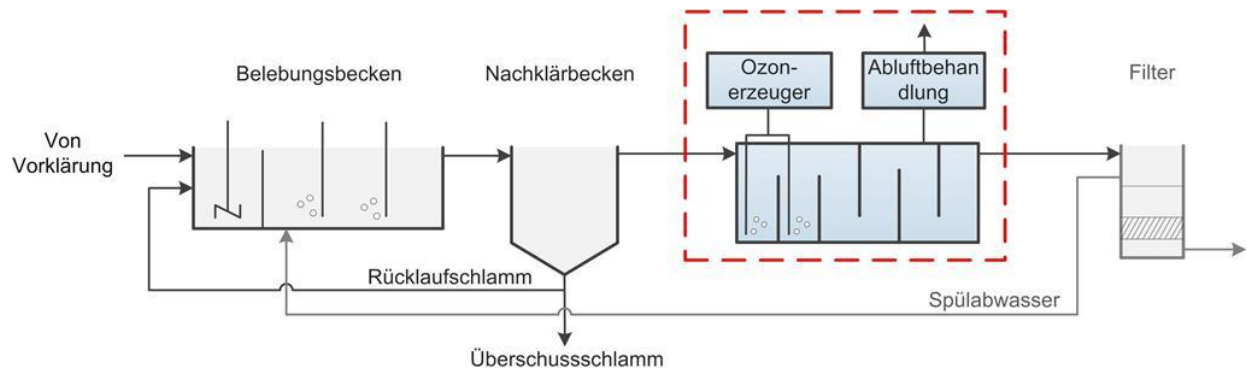 Belebungsbecken
Nachklärbecken
Ozon-
erzeuger
Abluftbehan
dlung
Filter
Von
Vorklärung
Rücklaufschlamm
Spülabwasser
Überschussschlamm